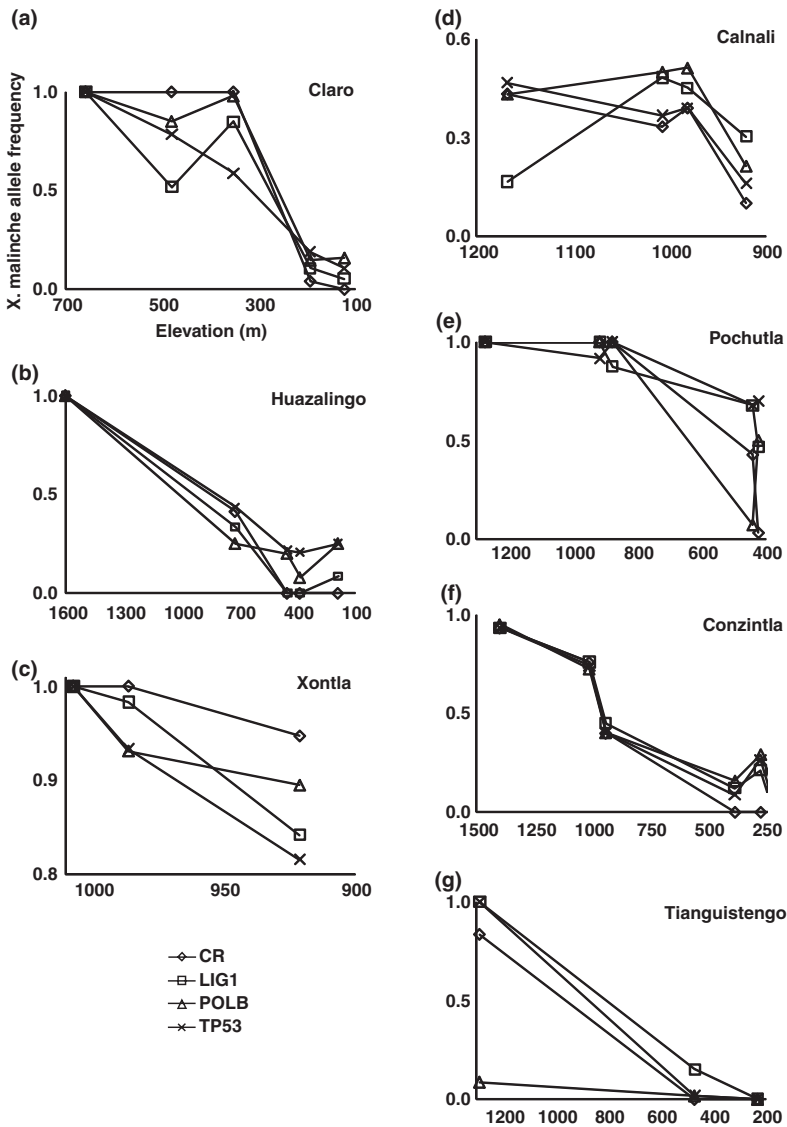 (a)
Claro
X. malinche allele frequency
1.0
0.5
0.0
700 500 300 100
Elevation (m)
(b)
Huazalingo
1.0
0.5
0.0
1600 1300 1000 700 400 100
(c)
Xontla
1.0
0.9
0.8
1000 950 900
CR
LIG1
POLB
TP53
(d)
Calnali
0.6
0.3
0.0
1200 1100 1000 900
(e)
Pochutla
1.0
0.5
0.0
1200 1000 800 600 400
(f)
Conzintla
1.0
0.5
0.0
1500 1250 1000 750 500 250
(g)
Tianguistengo
1.0
0.5
0.0
1200 1000 800 600 400 200